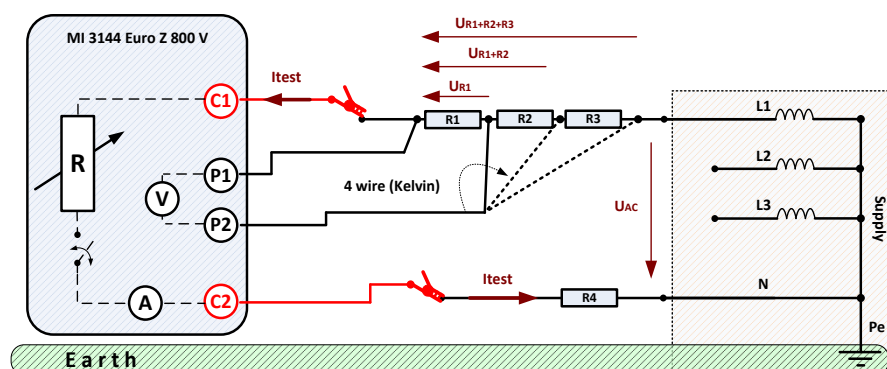 MI 3144 Euro Z 800 V
UR1+R2+R3
UR1+R2
UR1
Itest
C1
R1
R2
R3
L1
R
P1
V
4 wire (Kelvin)
L2
P2
UAC
L3
Supply
Itest
A
C2
R4
N
Pe
Earth